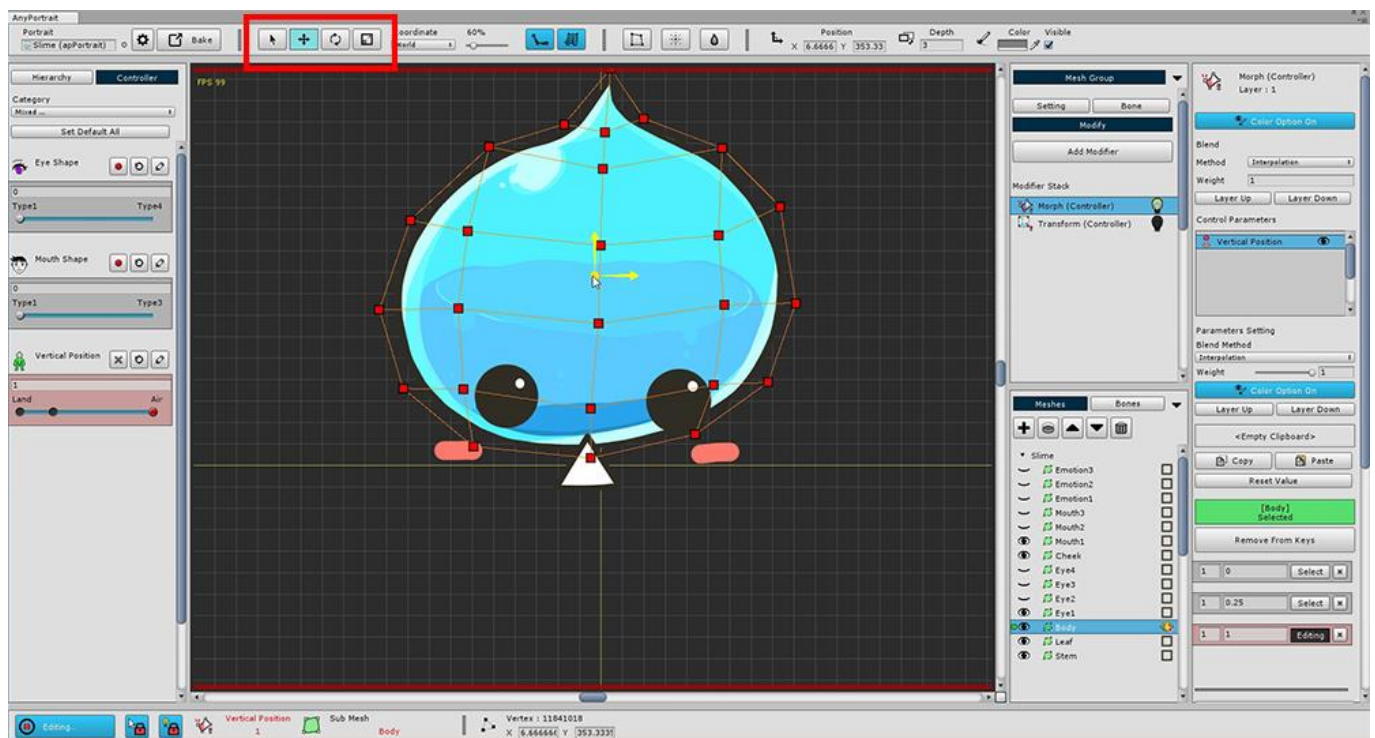 AnyPortrait
Portrait
Slime (apPortrait)
Bake
Coordinate
World
60%
Position
X 6.6666 Y 353.33
Depth
3
Color Visible
Hierarchy Controller
Category
Mixed ...
Set Default All
Eye Shape
0
Type1 Type4
Mouth Shape
0
Type1 Type3
Vertical Position
1
Land Air
FPS 99
Mesh Group
Setting Bone
Modify
Add Modifier
Modifier Stack
Morph (Controller)
Transform (Controller)
Meshes Bones
Slime
Emotion3
Emotion2
Emotion1
Mouth3
Mouth2
Mouth1
Cheek
Eye4
Eye3
Eye2
Eye1
Body
Leaf
Stem
Morph (Controller)
Layer : 1
Color Option On
Blend
Method Interpolation
Weight 1
Layer Up Layer Down
Control Parameters
Vertical Position
Parameters Setting
Blend Method
Interpolation
Weight 1
Color Option On
Layer Up Layer Down
<Empty Clipboard>
Copy Paste
Reset Value
[Body]
Selected
Remove From Keys
1 0 Select
1 0.25 Select
1 1 Editing
Editing..
Vertical Position
1
Sub Mesh
Body
Vertex : 11841018
X 6.66666 Y 353.333